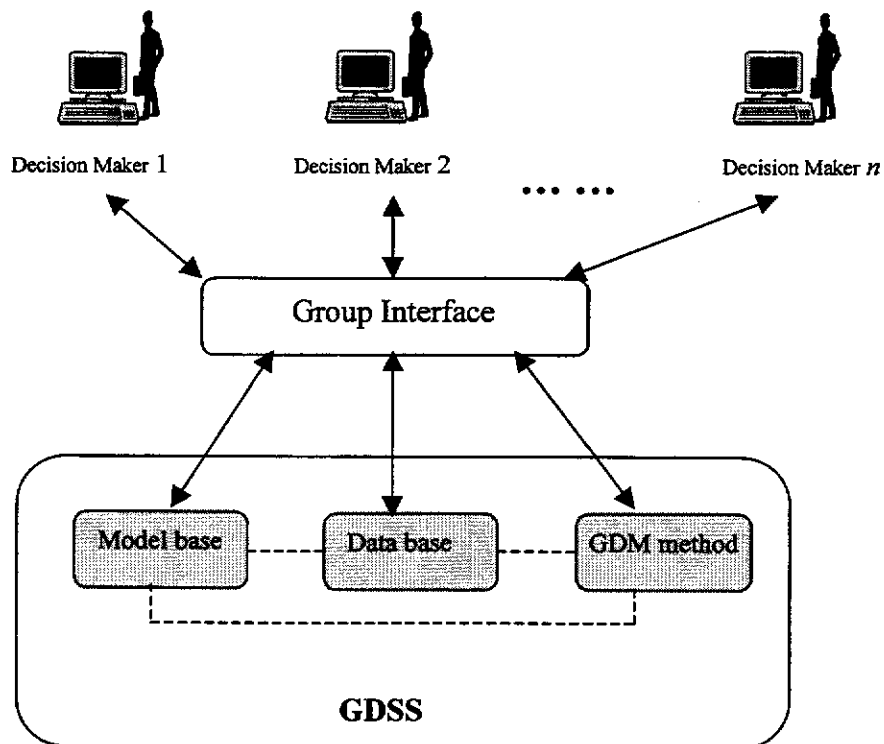 Decision Maker 1
Decision Maker 2
Decision Maker n
... ...
Group Interface
Model base
Data base
GDM method
GDSS